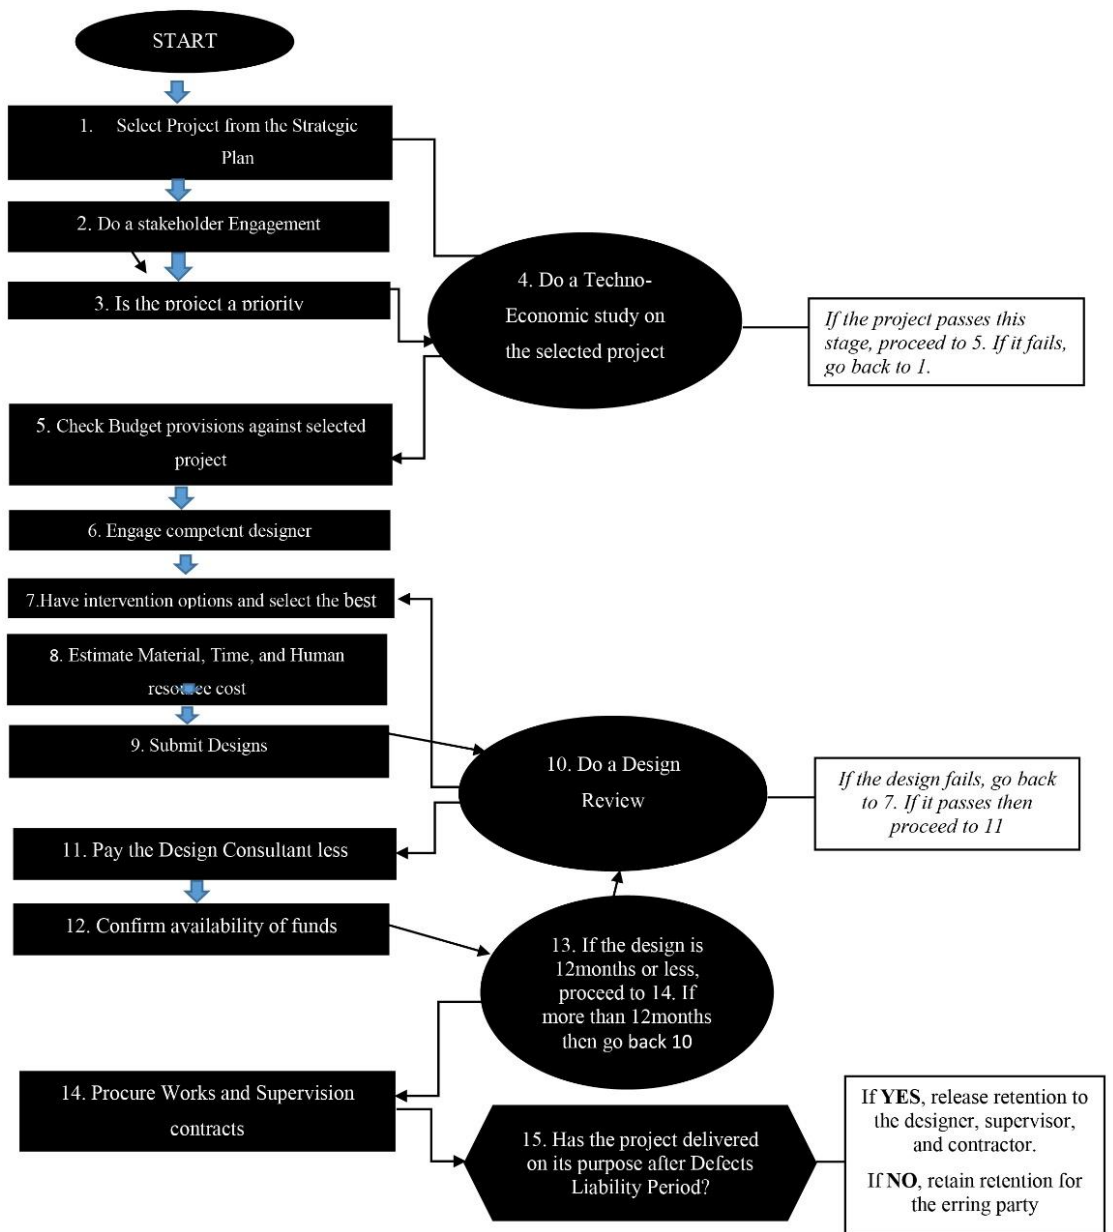 START
1. Select Project from the Strategic
Plan
2. Do a stakeholder Engagement
3. Is the project a priority
4. Do a Techno-
Economic study on
the selected project
If the project passes this
stage, proceed to 5. If it fails,
go back to 1.
5. Check Budget provisions against selected
project
6. Engage competent designer
7.Have intervention options and select the best
8. Estimate Material, Time, and Human
resource cost
9. Submit Designs
10. Do a Design
Review
If the design fails, go back
to 7. If it passes then
proceed to 11
11. Pay the Design Consultant less
12. Confirm availability of funds
13. If the design is
12months or less,
proceed to 14. If
more than 12months
then go back 10
14. Procure Works and Supervision
contracts
15. Has the project delivered
on its purpose after Defects
Liability Period?
If YES, release retention to
the designer, supervisor,
and contractor.
If NO, retain retention for
the erring party